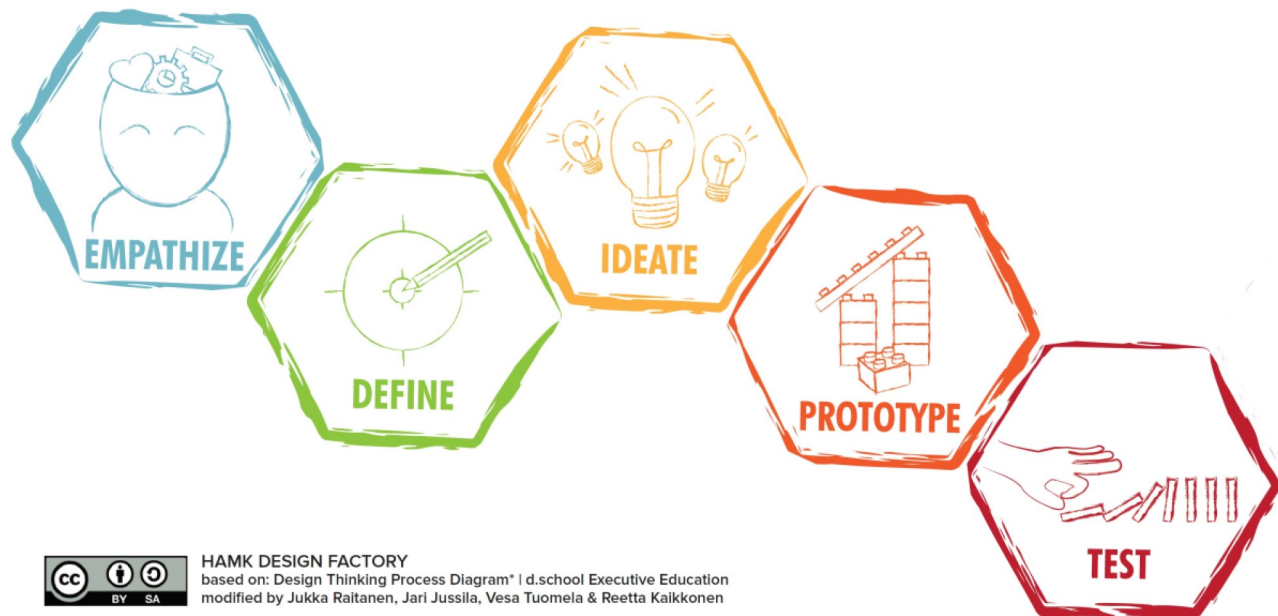 EMPATHIZE
DEFINE
IDEATE
PROTOTYPE
TEST
cc
BY SA
HAMK DESIGN FACTORY
based on: Design Thinking Process Diagram* | d.school Executive Education
modified by Jukka Raitanen, Jari Jussila, Vesa Tuomela & Reetta Kaikkonen